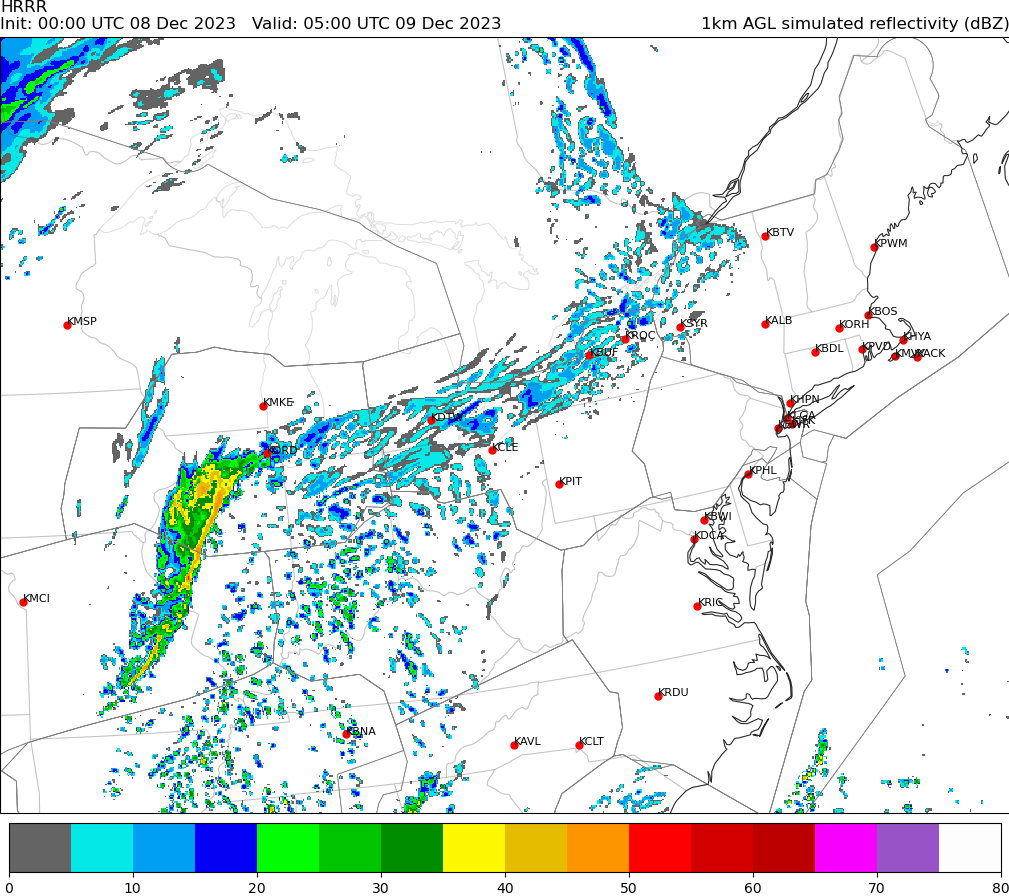 HRRR
Init: 00:00 UTC 08 Dec 2023 Valid: 05:00 UTC 09 Dec 2023 1km AGL simulated reflectivity (dBZ)
KBTV
KPWM
KMSP
KBOS
KSYR
KALB
KORH
KROC
KHYA
KBUF
KBDL
KPVD
KACK
KMKE
KHPN
KDTW
KLGA
KORD
KCLE
KPHL
KPIT
KBWI
KDCA
KMCI
KRIC
KRDU
KBNA
KAVL
KCLT
0 10 20 30 40 50 60 70 80